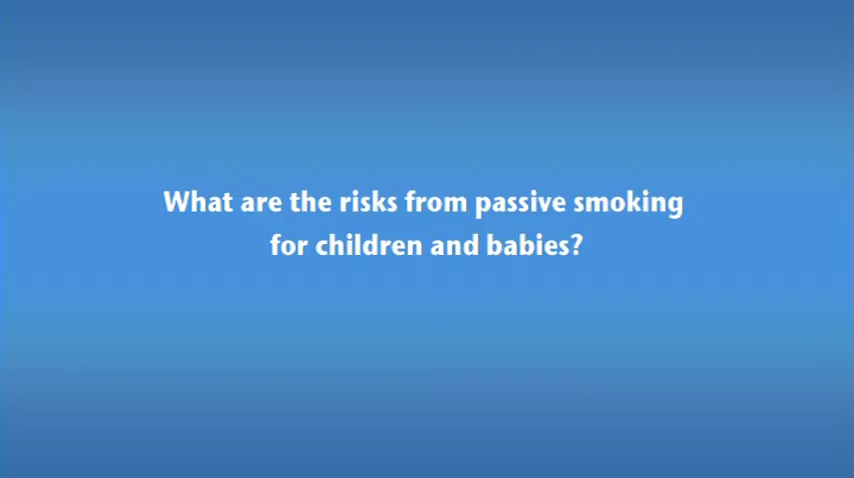 What are the risks from passive smoking
for children and babies?